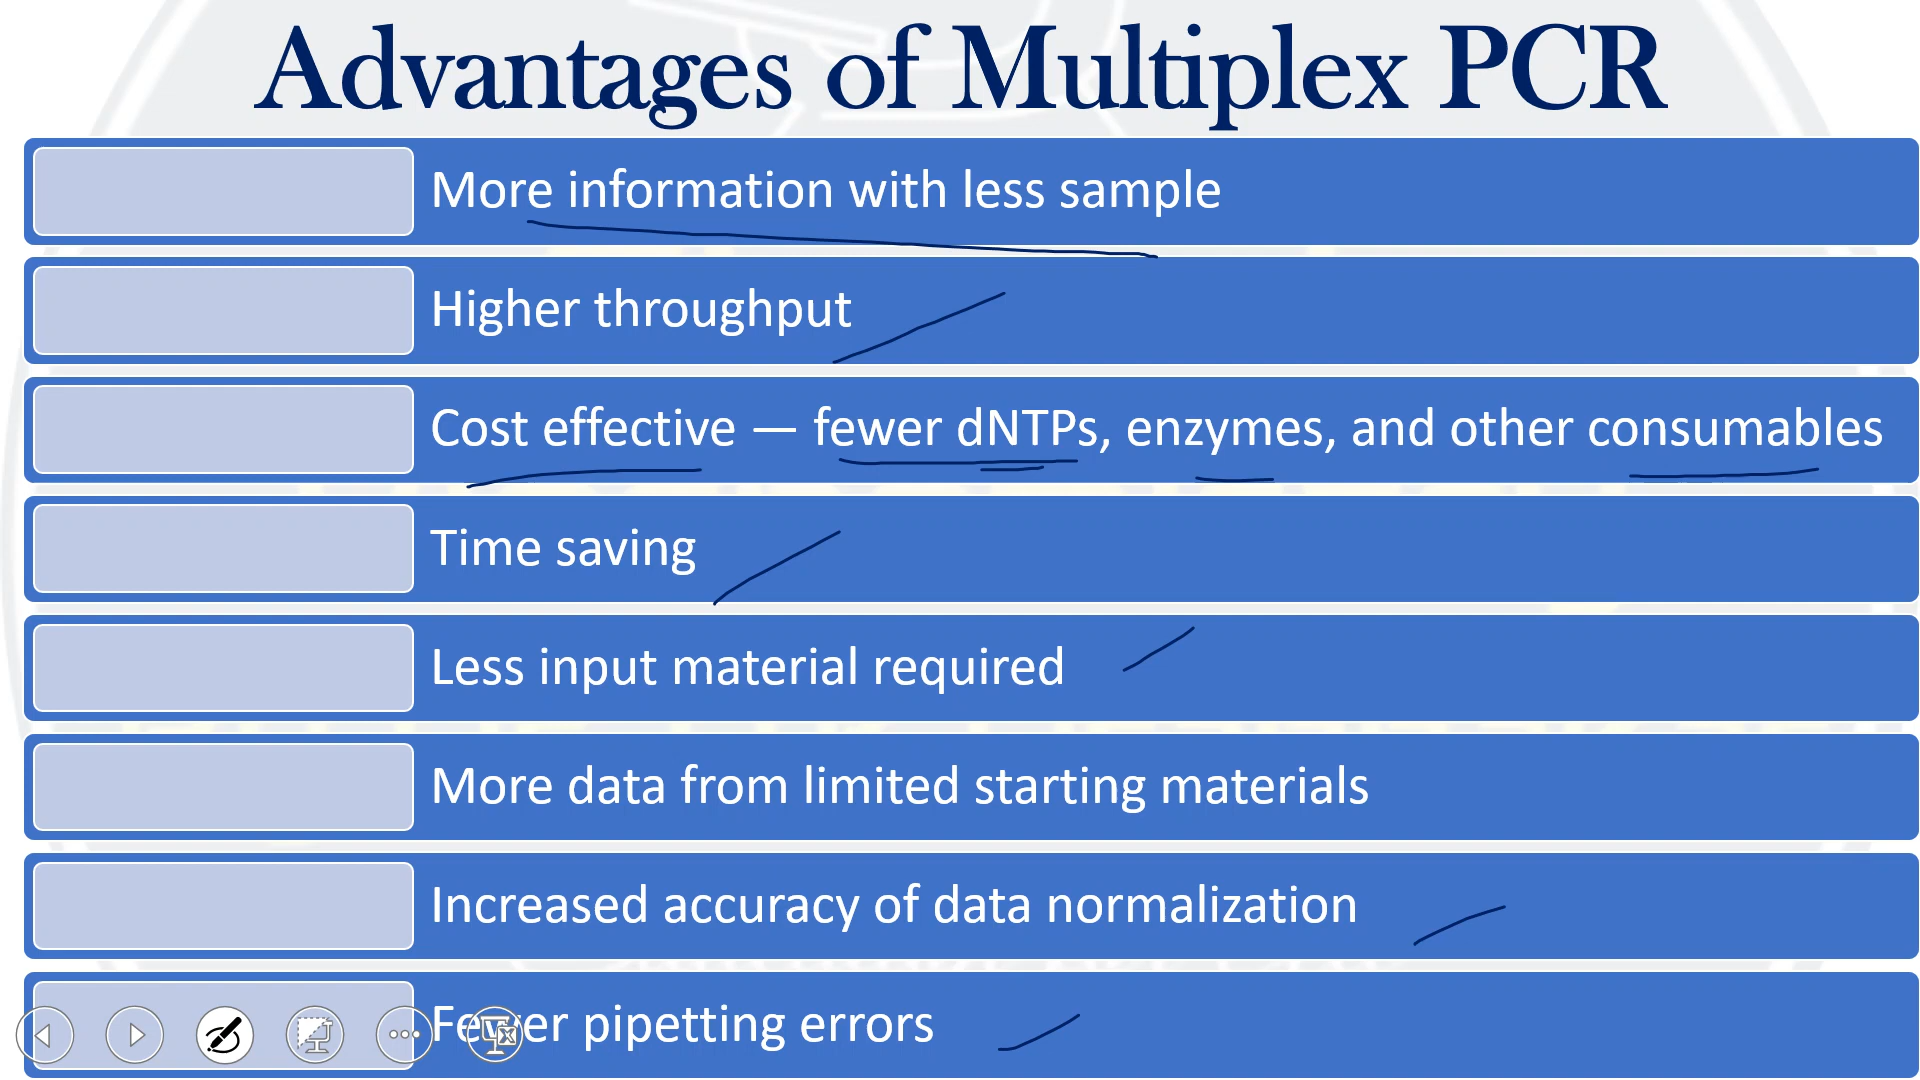 Advantages of Multiplex PCR
More information with less sample
Higher throughput
Cost effective — fewer dNTPs, enzymes, and other consumables
Time saving
Less input material required
More data from limited starting materials
Increased accuracy of data normalization
Fewer pipetting errors